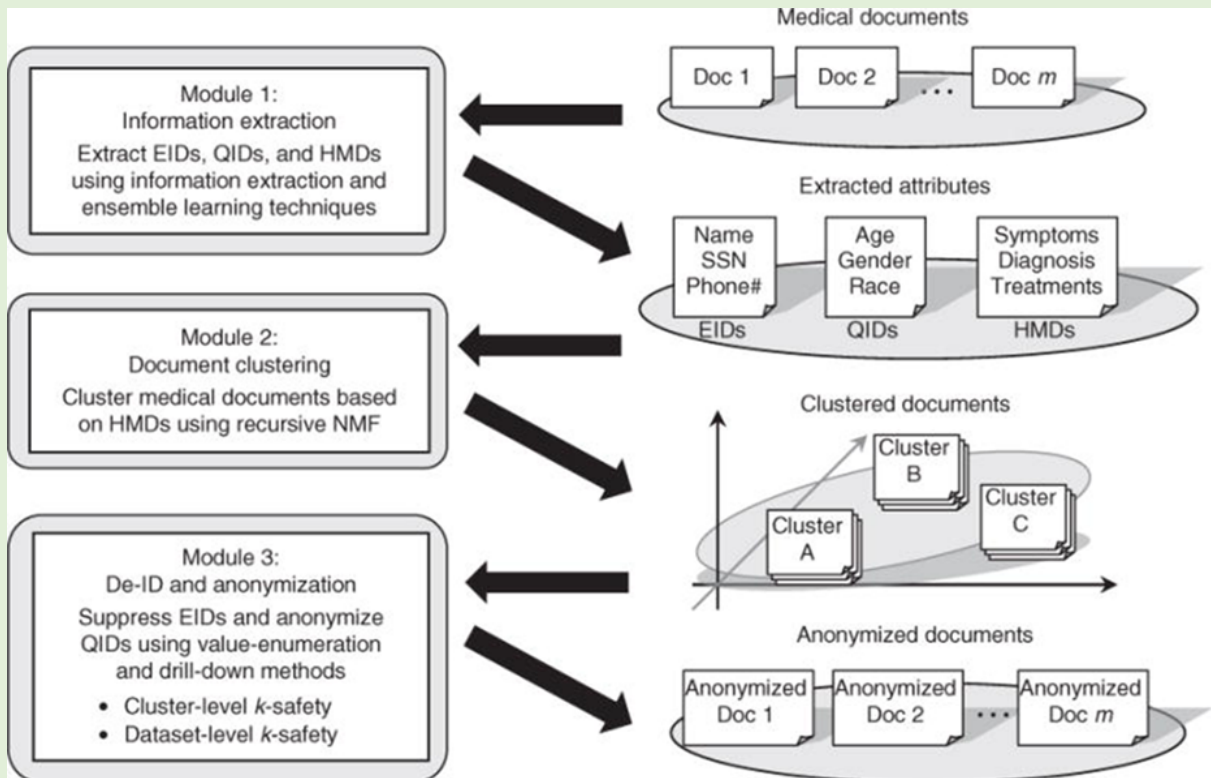 Medical documents
Doc 1
Doc 2
...
Doc m
Module 1:
Information extraction
Extract EIDs, QIDs, and HMDs
using information extraction and
ensemble learning techniques
Extracted attributes
Name
SSN
Phone#
EIDs
Age
Gender
Race
QIDs
Symptoms
Diagnosis
Treatments
HMDs
Module 2:
Document clustering
Cluster medical documents based
on HMDs using recursive NMF
Clustered documents
Cluster
A
Cluster
B
Cluster
C
Module 3:
De-ID and anonymization
Suppress EIDs and anonymize
QIDs using value-enumeration
and drill-down methods
• Cluster-level k-safety
• Dataset-level k-safety
Anonymized documents
Anonymized
Doc 1
Anonymized
Doc 2
...
Anonymized
Doc m